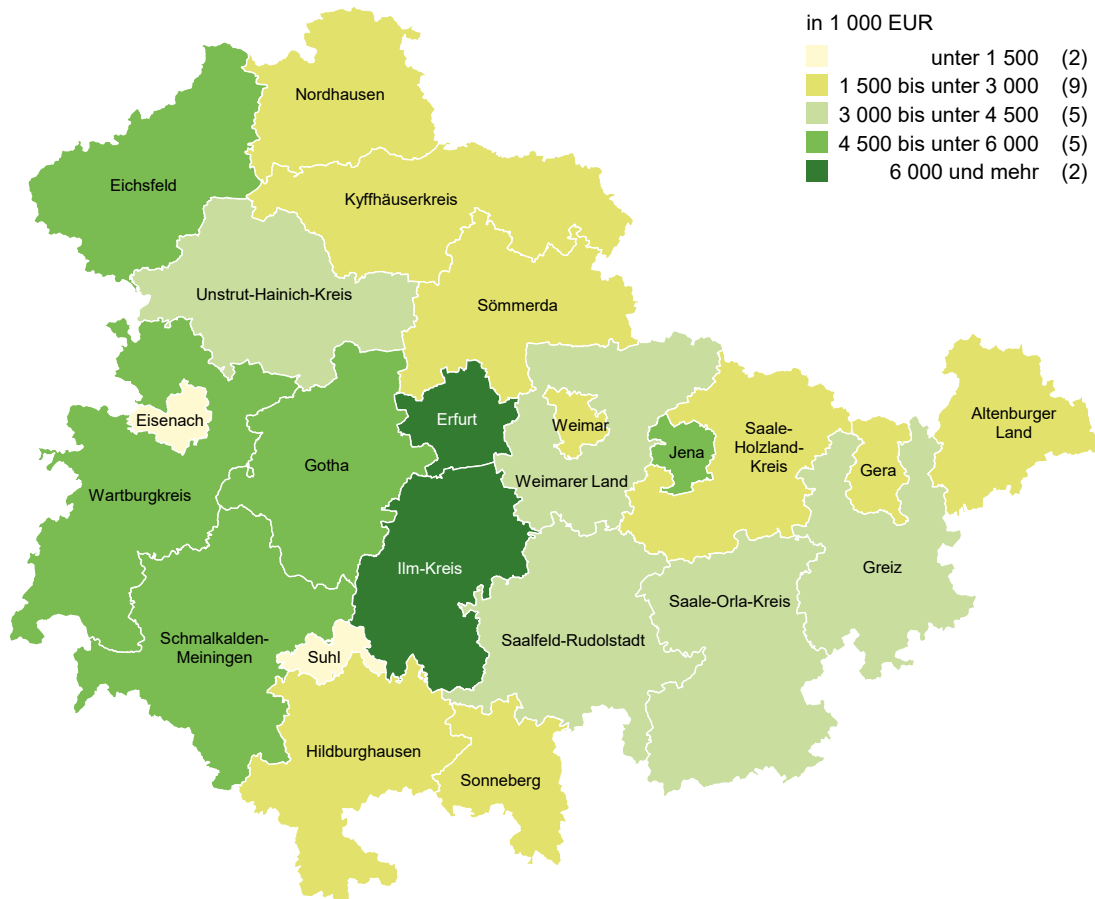 in 1 000 EUR
unter 1 500 (2)
1 500 bis unter 3 000 (9)
3 000 bis unter 4 500 (5)
4 500 bis unter 6 000 (5)
6 000 und mehr (2)
Nordhausen
Eichsfeld
Kyffhäuserkreis
Unstrut-Hainich-Kreis
Sömmerda
Eisenach
Erfurt
Weimar
Saale-
Holzland-
Kreis
Altenburger
Land
Jena
Gera
Gotha
Wartburgkreis
Weimarer Land
Ilm-Kreis
Greiz
Saale-Orla-Kreis
Schmalkalden-
Meiningen
Suhl
Saalfeld-Rudolstadt
Hildburghausen
Sonneberg